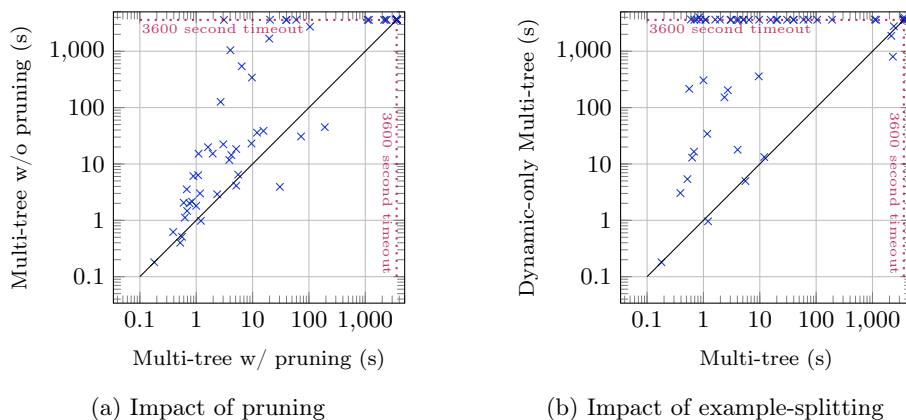 1,000
100
10
1
0.1
Multi-tree w/o pruning (s)
3600 second timeout
3600 second timeout
0.1 1 10 100 1,000
Multi-tree w/ pruning (s)
(a) Impact of pruning
1,000
100
10
1
0.1
Dynamic-only Multi-tree (s)
3600 second timeout
3600 second timeout
0.1 1 10 100 1,000
Multi-tree (s)
(b) Impact of example-splitting